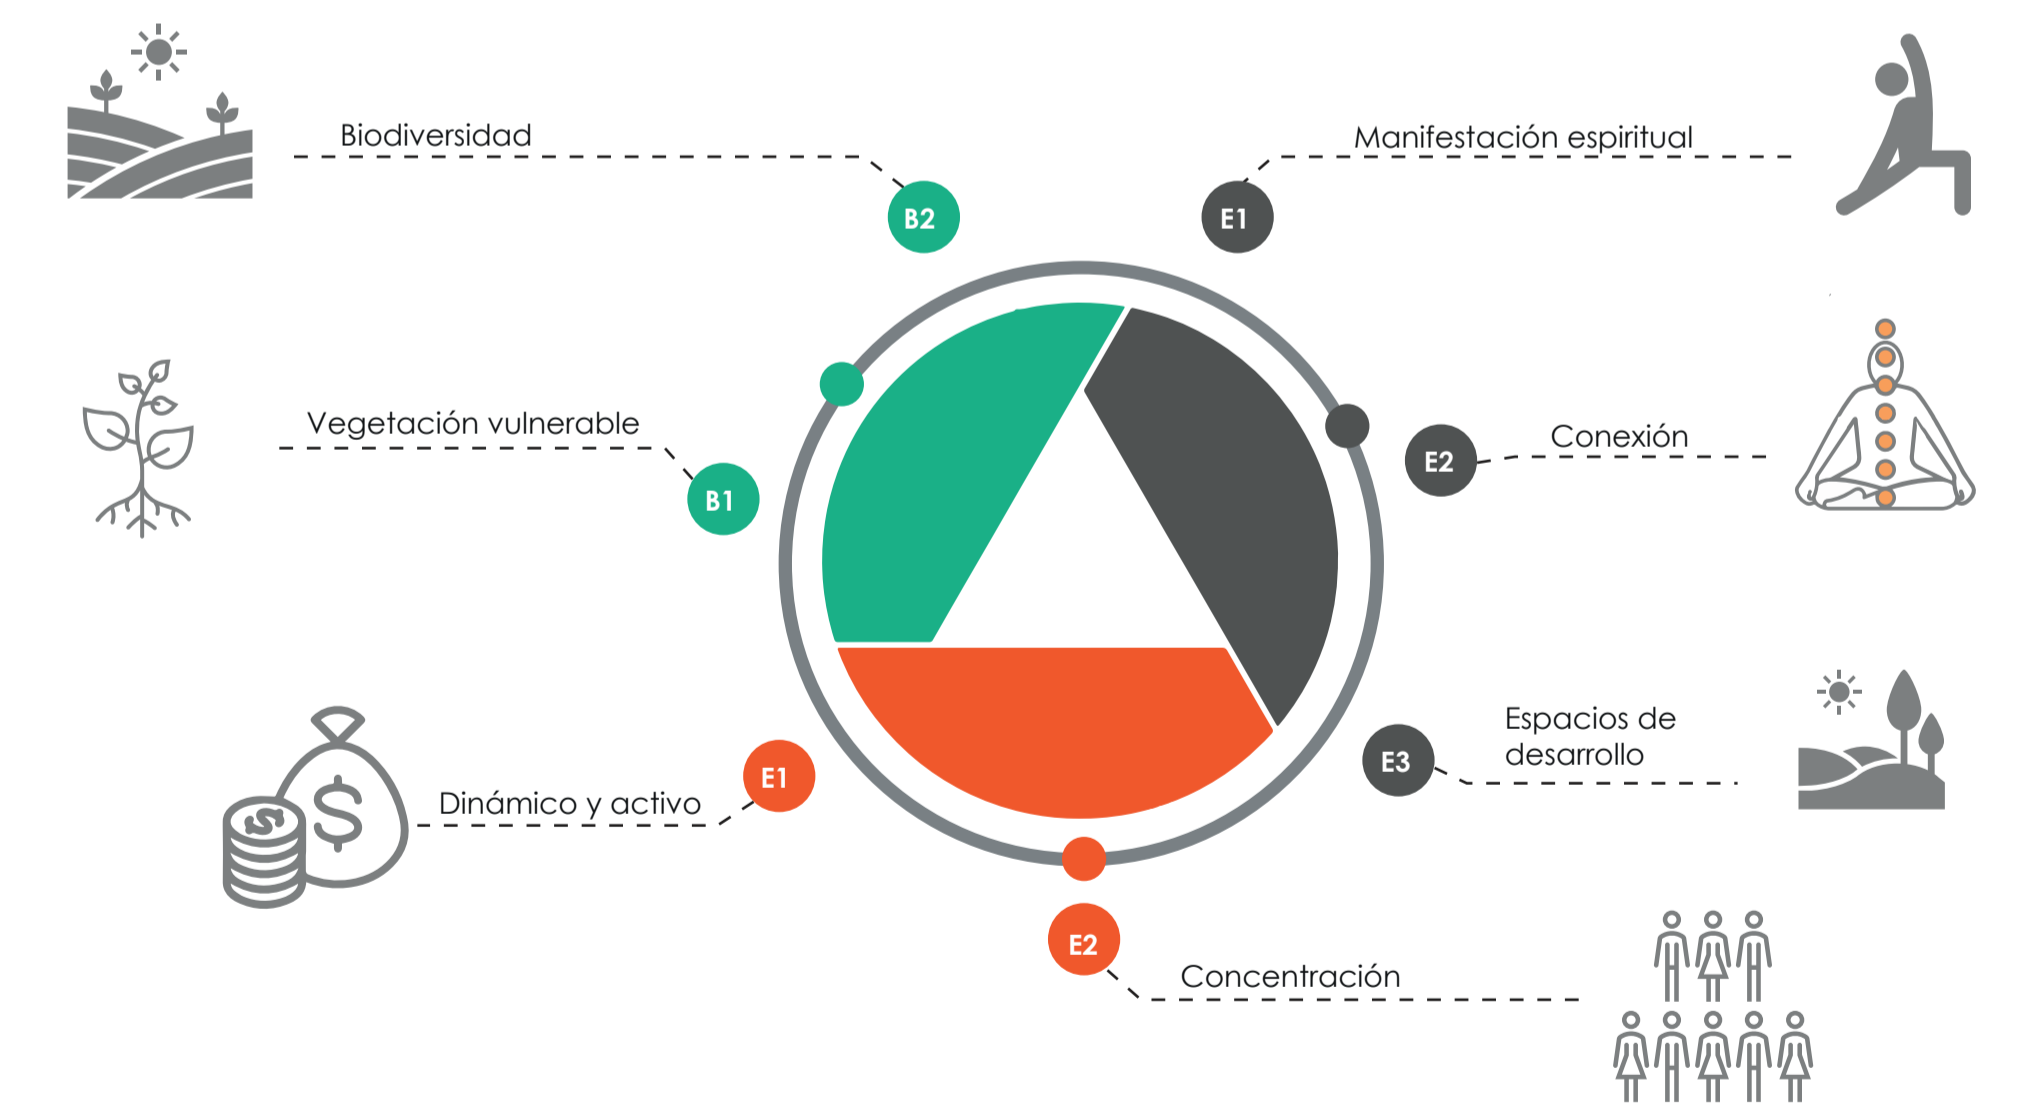 Biodiversidad
B2
Manifestación espiritual
E1
Vegetación vulnerable
B1
Conexión
E2
Dinámico y activo
E1
Espacios de
desarrollo
E3
E2
Concentración
$
$